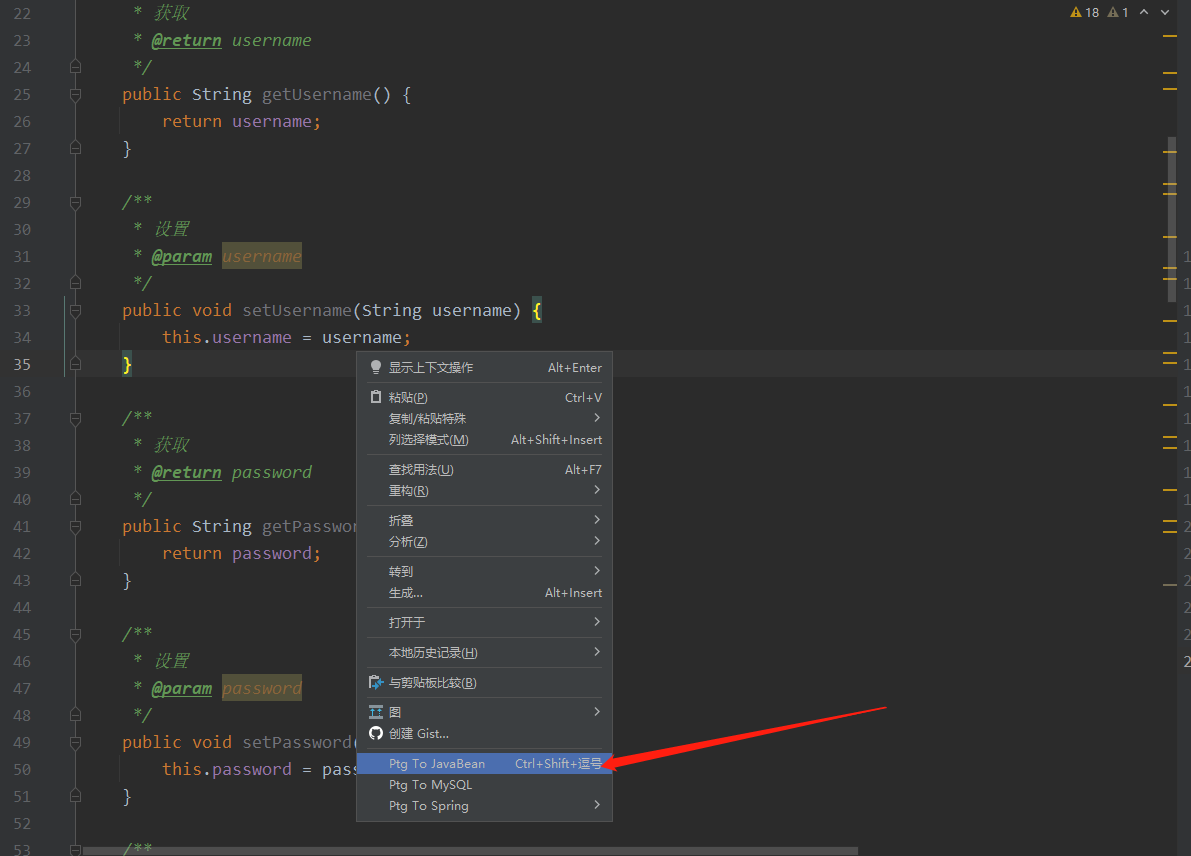 18 1
22 * 获取
23 * @return username
24 */
25 public String getUsername() {
26 return username;
27 }
28
29 /**
30 * 设置
31 * @param username
32 */
33 public void setUsername(String username) {
34 this.username = username;
35 }
36
37 /**
38 * 获取
39 * @return password
40 */
41 public String
42 return password;
43 }
44
45 /**
46 * 设置
47 * @param password
48 */
49 public void setPassword(
50 this.password =
51 }
52
53 /**
显示上下文操作 Alt+Enter
粘贴(P) Ctrl+V
复制/粘贴特殊
列选择模式(M) Alt+Shift+Insert
查找用法(U) Alt+F7
重构(R)
折叠
分析(Z)
转到
生成... Alt+Insert
打开于
本地历史记录(H)
与剪贴板比较(B)
图
创建 Gist...
Ptg To JavaBean Ctrl+Shift+逗号
Ptg To MySQL
Ptg To Spring